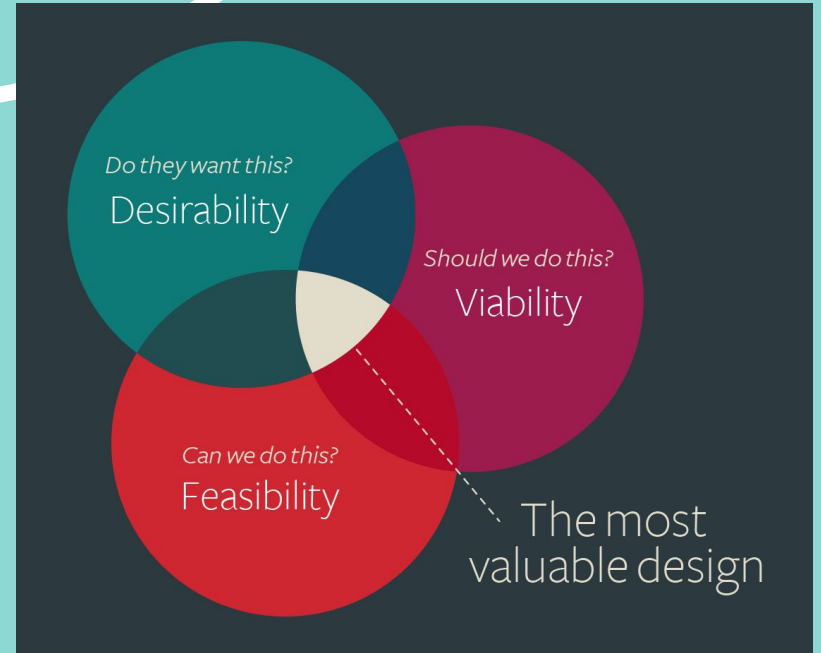 Do they want this?
Desirability
Should we do this?
Viability
Can we do this?
Feasibility
The most
valuable design